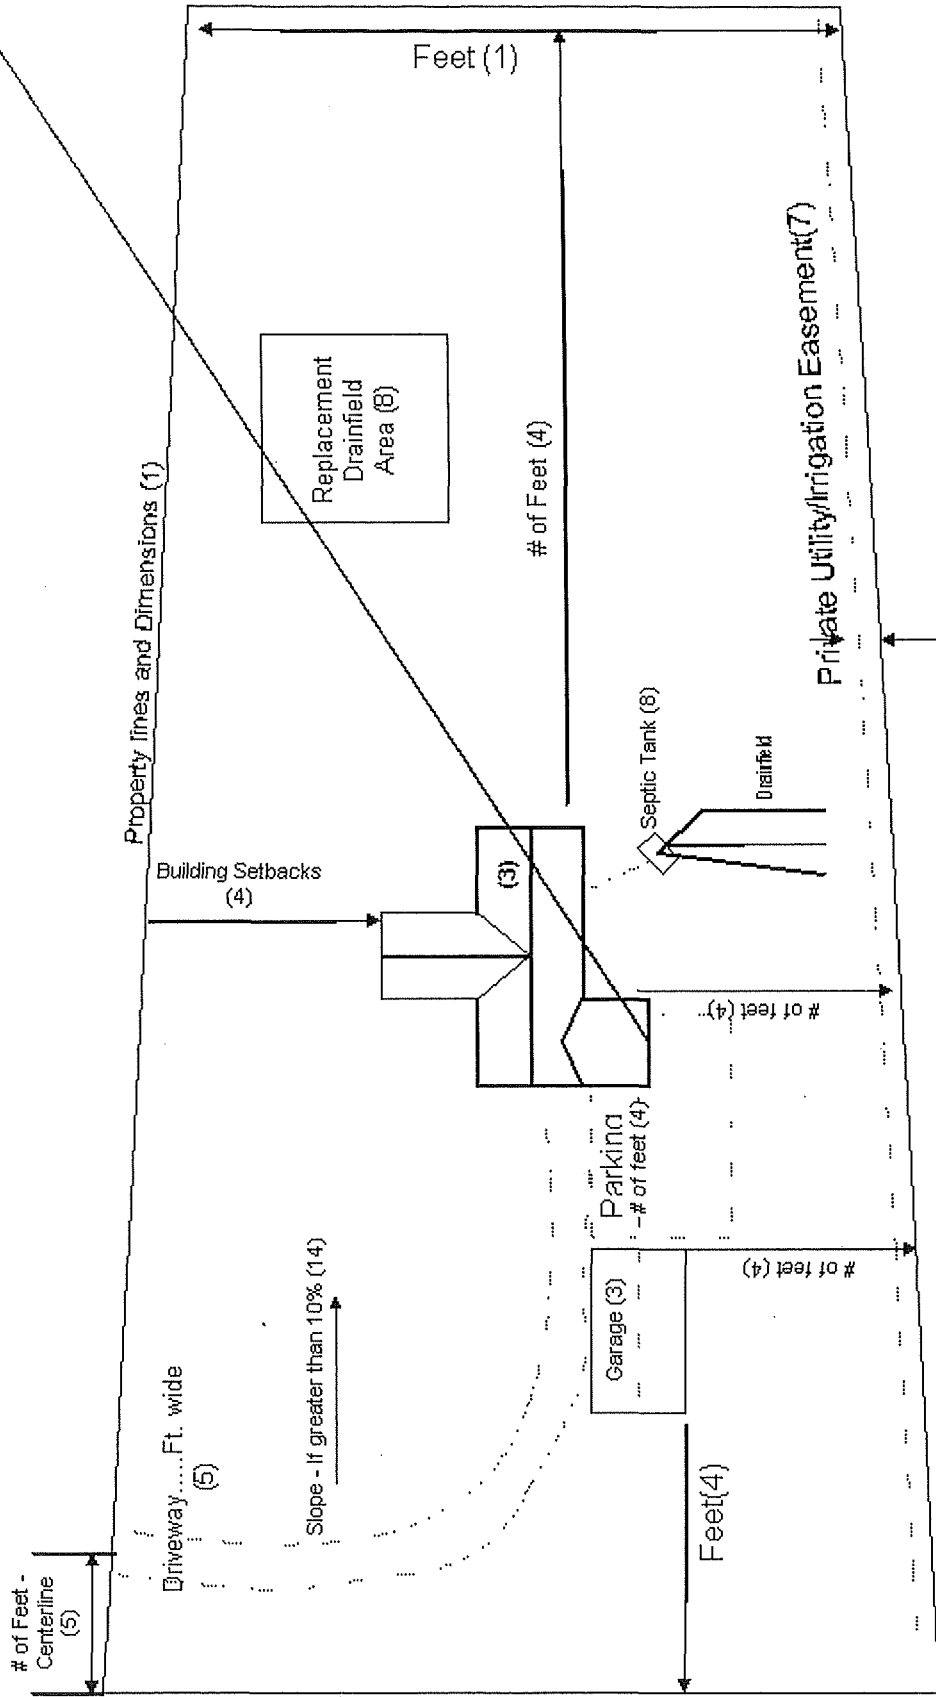 Feet (1)
Property lines and Dimensions (1)
Replacement
Drainfield
Area (8)
# of Feet (4)
Private Utility/Irrigation Easement(7)
Building Setbacks
(4)
(3)
Septic Tank (8)
Drainfield
# of feet (4)
Parking
# of feet (4)
# of feet (4)
Garage (3)
Slope - If greater than 10% (14)
Driveway.....Ft. wide
(5)
Feet(4)
# of Feet -
Centerline
(5)